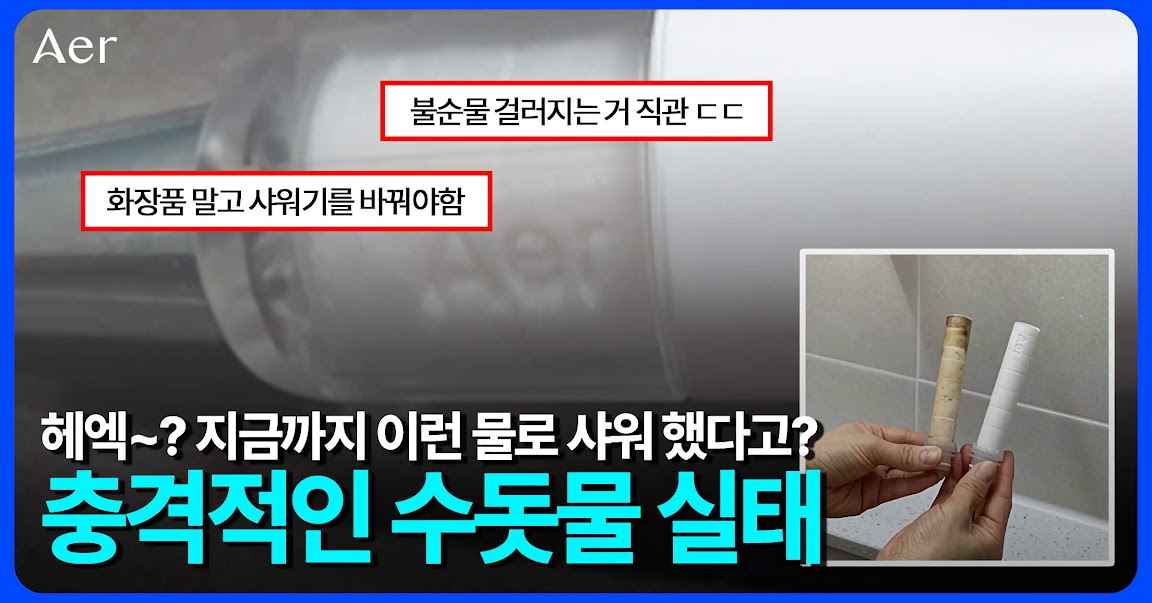 Aer
불순물 걸러지는 거 직관 ㄷㄷ
화장품 말고 샤워기를 바꿔야함
Aer
Aer
헤엑~? 지금까지 이런 물로 샤워 했다고?
충격적인 수돗물 실태